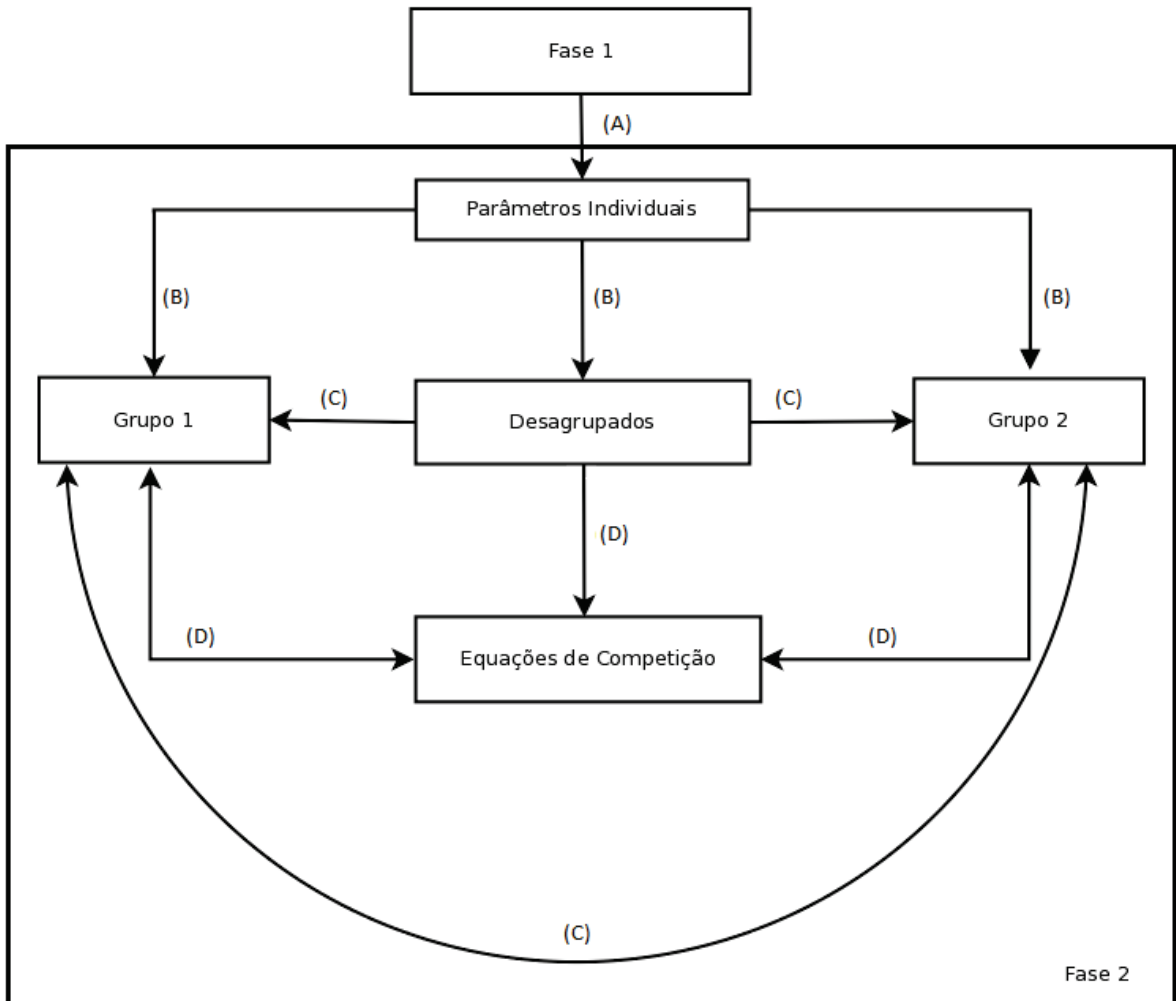 Fase 1
(A)
Parâmetros Individuais
(B)
(B)
(B)
Grupo 1
(C)
Desagrupados
(C)
Grupo 2
(D)
(D)
(D)
Equações de Competição
(C)
Fase 2